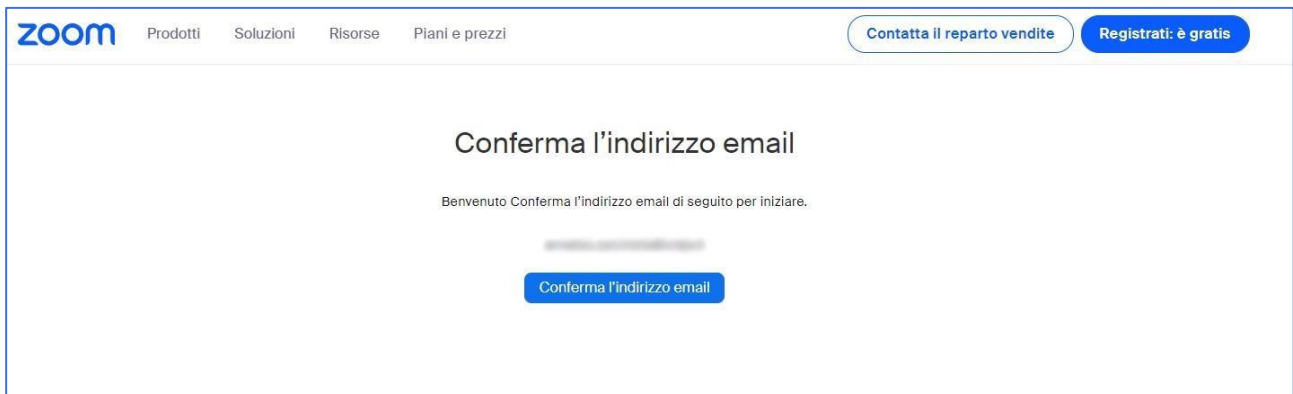 zoom Prodotti Soluzioni Risorse Piani e prezzi Contatta il reparto vendite Registrati: è gratis
Conferma l'indirizzo email
Benvenuto Conferma l'indirizzo email di seguito per iniziare.
Conferma l'indirizzo email